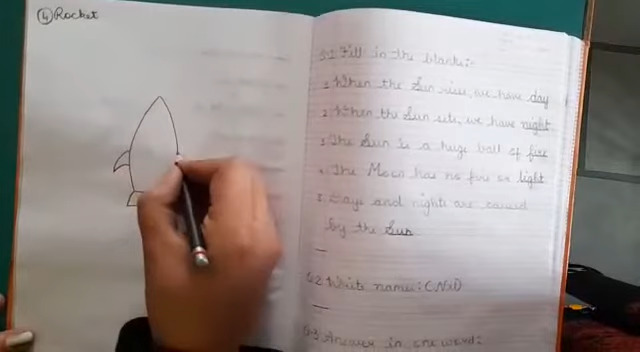 4 Rocket
Q.1 Fill in the blanks:-
1. When the Sun rises, we have day
2. When the Sun sets, we have night
3. The Sun is a huge ball of fire
4. The Moon has no fire or light
5. Days and nights are caused
by the Sun
Q.2 Write names: (N.D)
Q.3 Answer in one word: